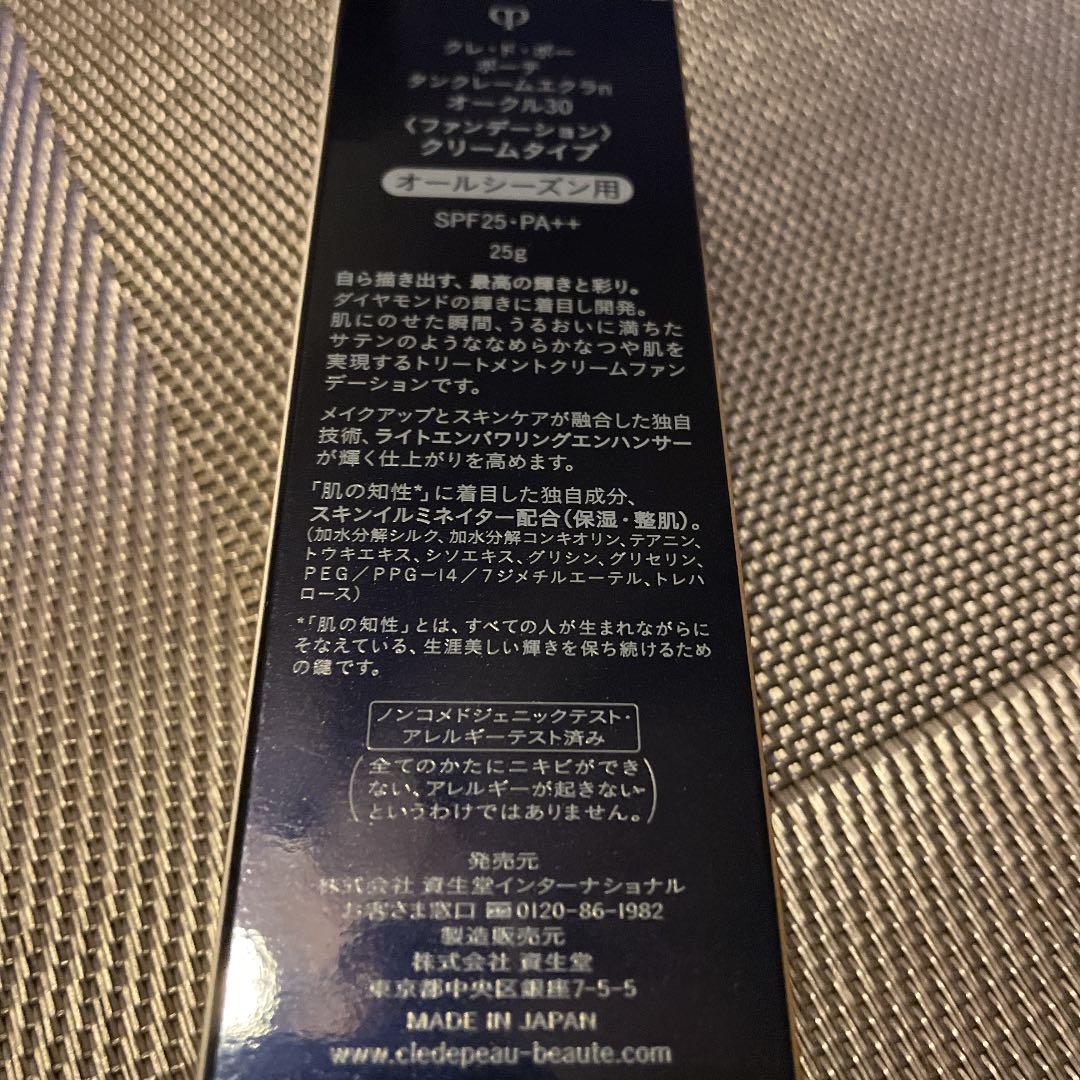 クレ・ド・ポー
ボーテ
タンクレームエクラn
オークル30
〈ファンデーション〉
クリームタイプ
オールシーズン用
SPF25・PA++
25g
自ら描き出す、最高の輝きと彩り。
ダイヤモンドの輝きに着目し開発。
肌にのせた瞬間、うるおいに満ちた
サテンのようななめらかなつや肌を
実現するトリートメントクリームファン
デーションです。
メイクアップとスキンケアが融合した独自
技術、ライトエンパワリングエンハンサー
が輝く仕上がりを高めます。
「肌の知性*」に着目した独自成分、
スキンイルミネイター配合(保湿・整肌)。
(加水分解シルク、加水分解コンキオリン、テアニン、
トウキエキス、シソエキス、グリシン、グリセリン、
PEG/PPG-14/7ジメチルエーテル、トレハ
ロース)
*「肌の知性」とは、すべての人が生まれながらに
そなえている、生涯美しい輝きを保ち続けるため
の鍵です。
ノンコメドジェニックテスト・
アレルギーテスト済み
(全てのかたにニキビができ
ない、アレルギーが起きない
というわけではありません。)
発売元
株式会社 資生堂インターナショナル
お客さま窓口 0120-86-1982
製造販売元
株式会社 資生堂
東京都中央区銀座7-5-5
MADE IN JAPAN
www.cledepeau-beaute.com